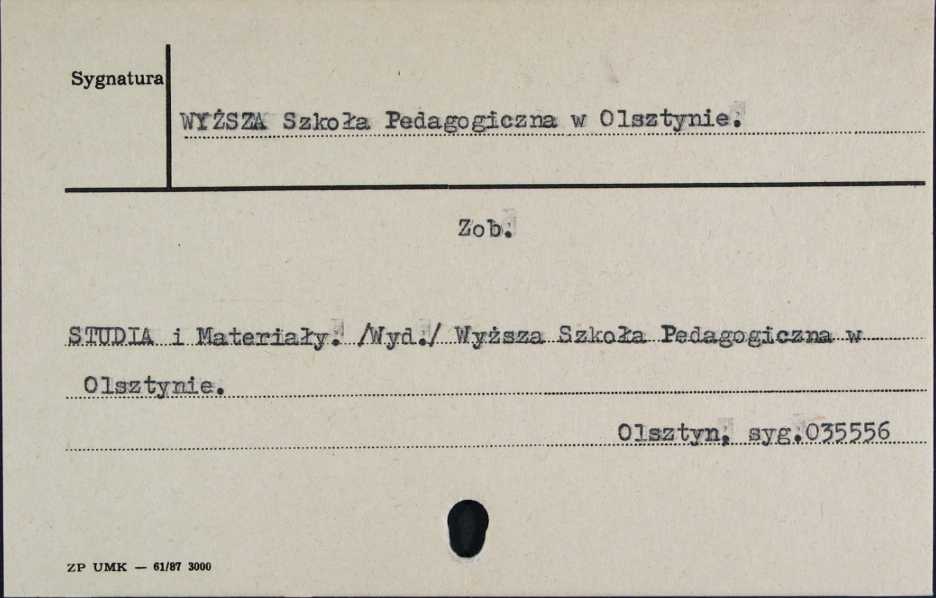 Sygnatura
WYŻSZA Szkoła Pedagogiczna w Olsztynie.
Zob.
STUDIA i Materiały. /Wyd./ Wyższa Szkoła Pedagogiczna w
Olsztynie.
Olsztyn, syg.035556
ZP UMK — 61/87 3000